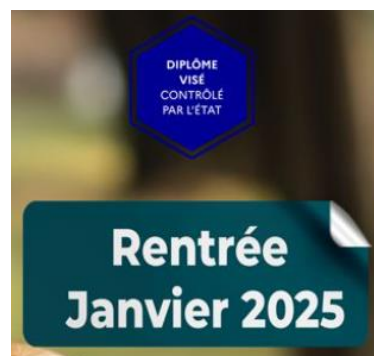 DIPLÔME
VISÉ
CONTRÔLÉ
PAR L'ÉTAT
Rentrée
Janvier 2025